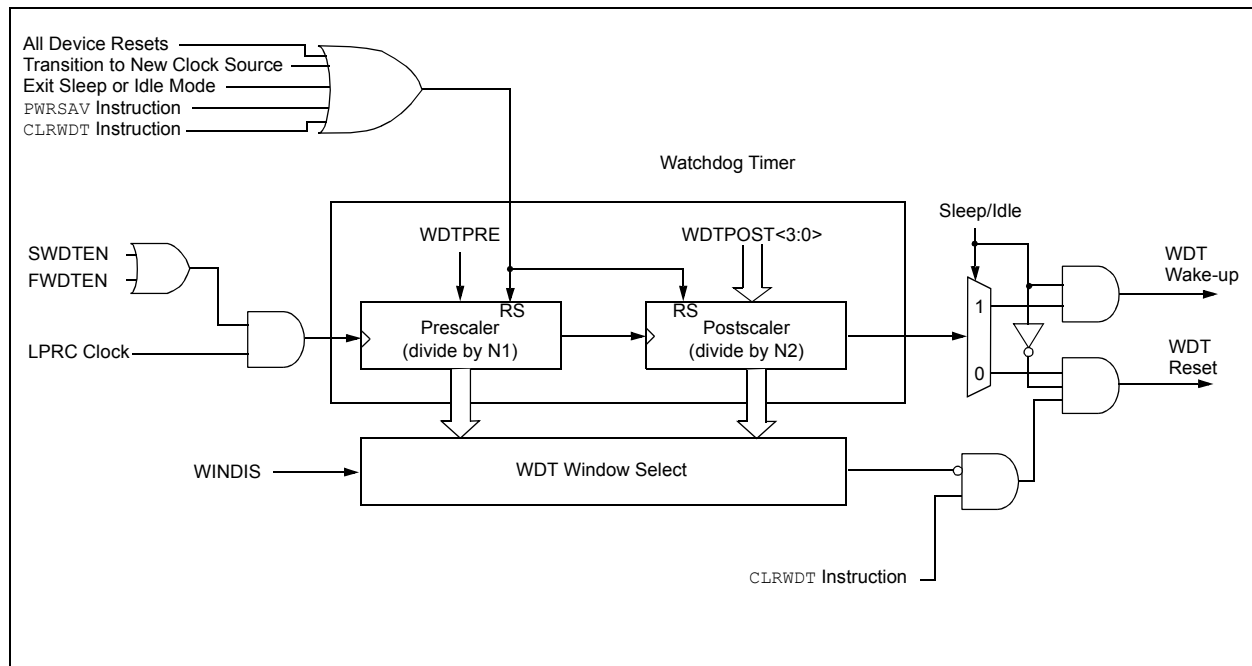 All Device Resets
Transition to New Clock Source
Exit Sleep or Idle Mode
PWRSAV Instruction
CLRWDT Instruction
Watchdog Timer
Sleep/Idle
WDTPRE
WDTPOST<3:0>
SWDTEN
FWDTEN
WDT
Wake-up
RS
RS
1
Prescaler
(divide by N1)
Postscaler
(divide by N2)
LPRC Clock
WDT
Reset
0
WINDIS
WDT Window Select
CLRWDT Instruction